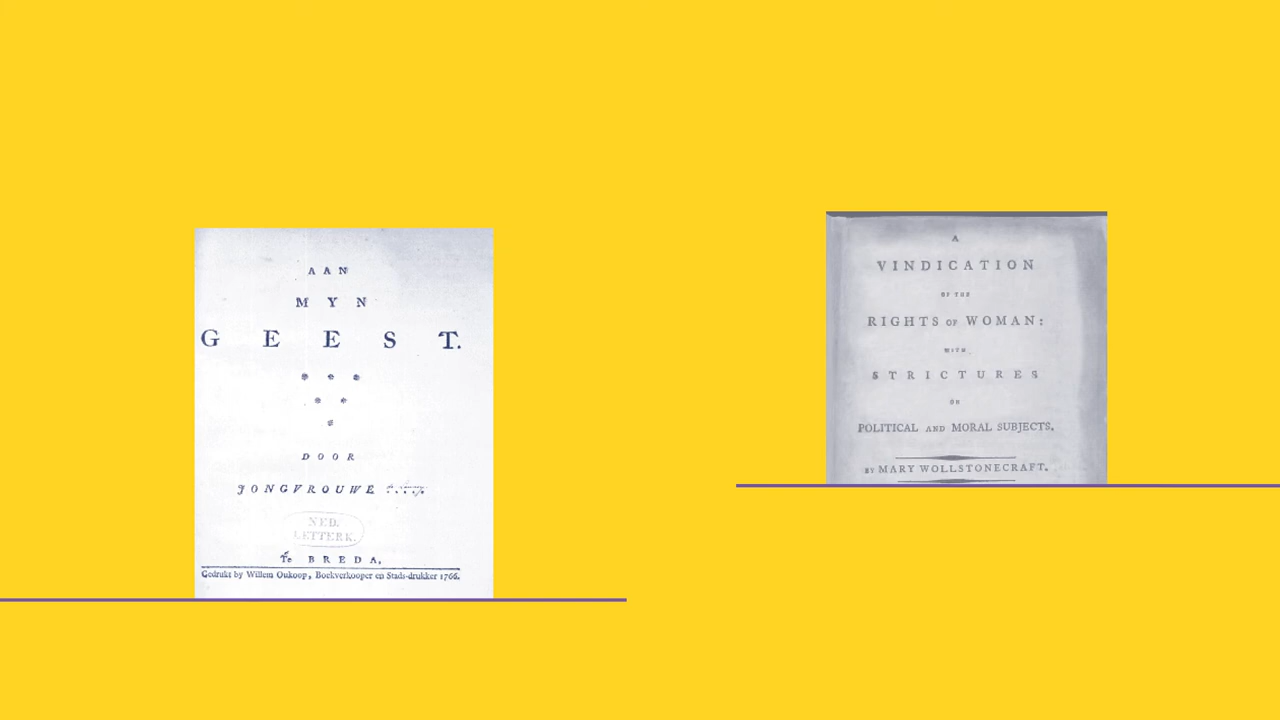 AAN
MYN
GEEST.
DOOR
JONGVROUWE
NED.
LETTERK.
Te BREDA,
Gedrukt by Willem Oukoop, Boekverkooper en Stads-drukker 1766.
A
VINDICATION
OF THE
RIGHTS OF WOMAN:
WITH
STRICTURES
ON
POLITICAL AND MORAL SUBJECTS.
BY MARY WOLLSTONECRAFT.